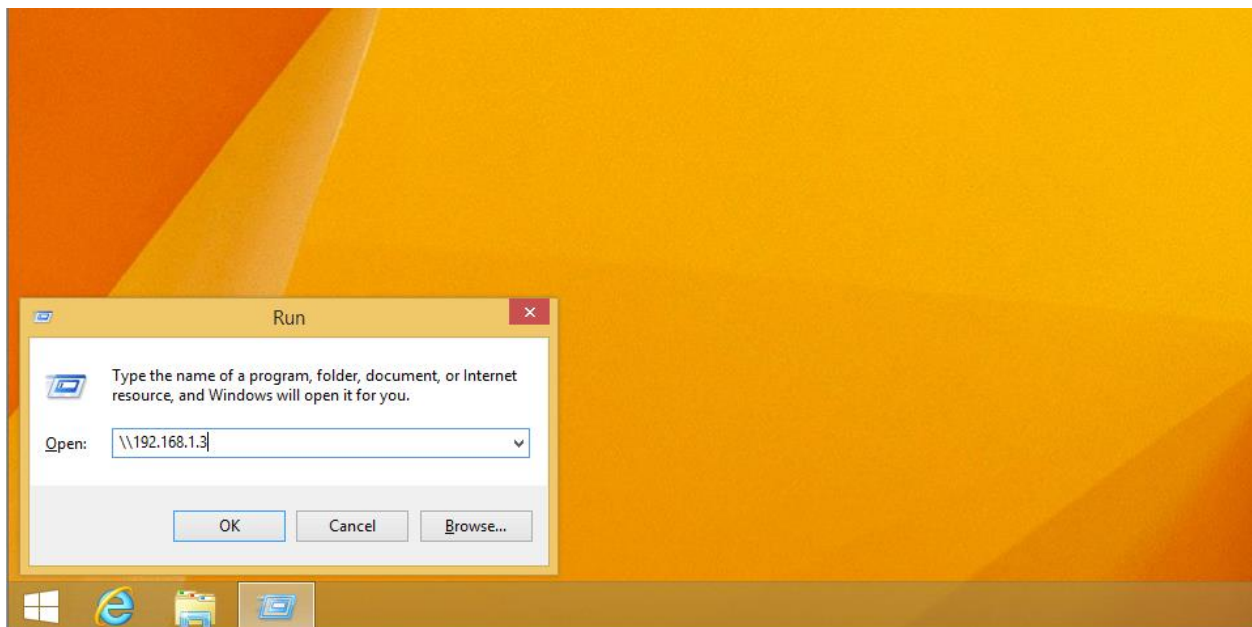 Run
Type the name of a program, folder, document, or Internet
resource, and Windows will open it for you.
Open: \\192.168.1.3
OK Cancel Browse...